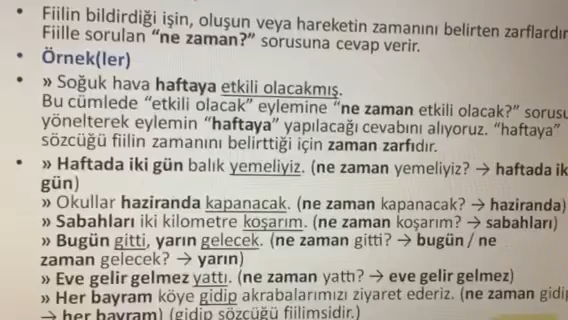 • Fiilin bildirdiği işin, oluşun veya hareketin zamanını belirten zarflardır
Fiille sorulan “ne zaman?” sorusuna cevap verir.
• Örnek(ler)
• » Soğuk hava haftaya etkili olacakmış.
Bu cümlede “etkili olacak” eylemine “ne zaman etkili olacak?” sorusu
yönelterek eylemin “haftaya” yapılacağı cevabını alıyoruz. “haftaya”
sözcüğü fiilin zamanını belirttiği için zaman zarfıdır.
• » Haftada iki gün balık yemeliyiz. (ne zaman yemeliyiz? → haftada ik
gün)
» Okullar haziranda kapanacak. (ne zaman kapanacak? → haziranda)
» Sabahları iki kilometre koşarım. (ne zaman koşarım? → sabahları)
» Bugün gitti, yarın gelecek. (ne zaman gitti? → bugün / ne
zaman gelecek? → yarın)
» Eve gelir gelmez yattı. (ne zaman yattı? → eve gelir gelmez)
» Her bayram köye gidip akrabalarımızı ziyaret ederiz. (ne zaman gidip
→ her bayram) (gidip sözcüğü fiilimsidir.)